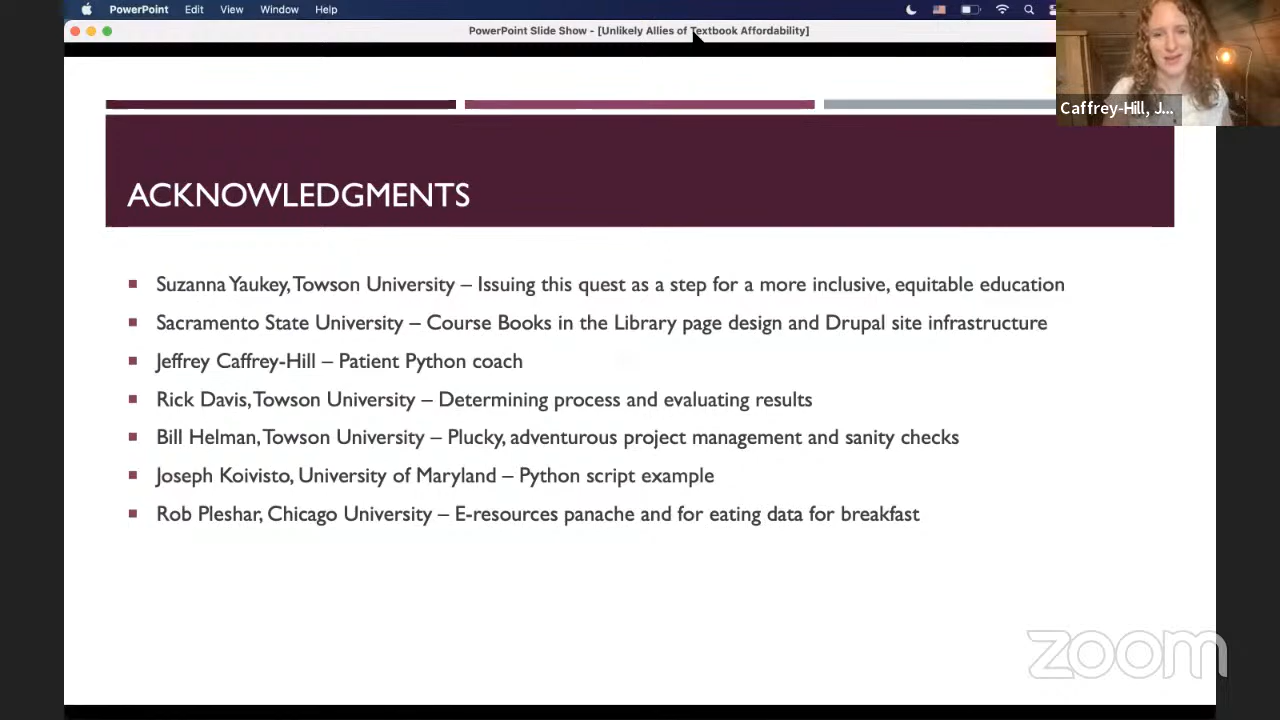 PowerPoint Edit View Window Help
PowerPoint Slide Show - [Unlikely Allies of Textbook Affordability]
Caffrey-Hill, J...
ACKNOWLEDGMENTS
Suzanna Yaukey, Towson University – Issuing this quest as a step for a more inclusive, equitable education
Sacramento State University – Course Books in the Library page design and Drupal site infrastructure
Jeffrey Caffrey-Hill – Patient Python coach
Rick Davis, Towson University – Determining process and evaluating results
Bill Helman, Towson University – Plucky, adventurous project management and sanity checks
Joseph Koivisto, University of Maryland – Python script example
Rob Pleshar, Chicago University – E-resources panache and for eating data for breakfast
zoom